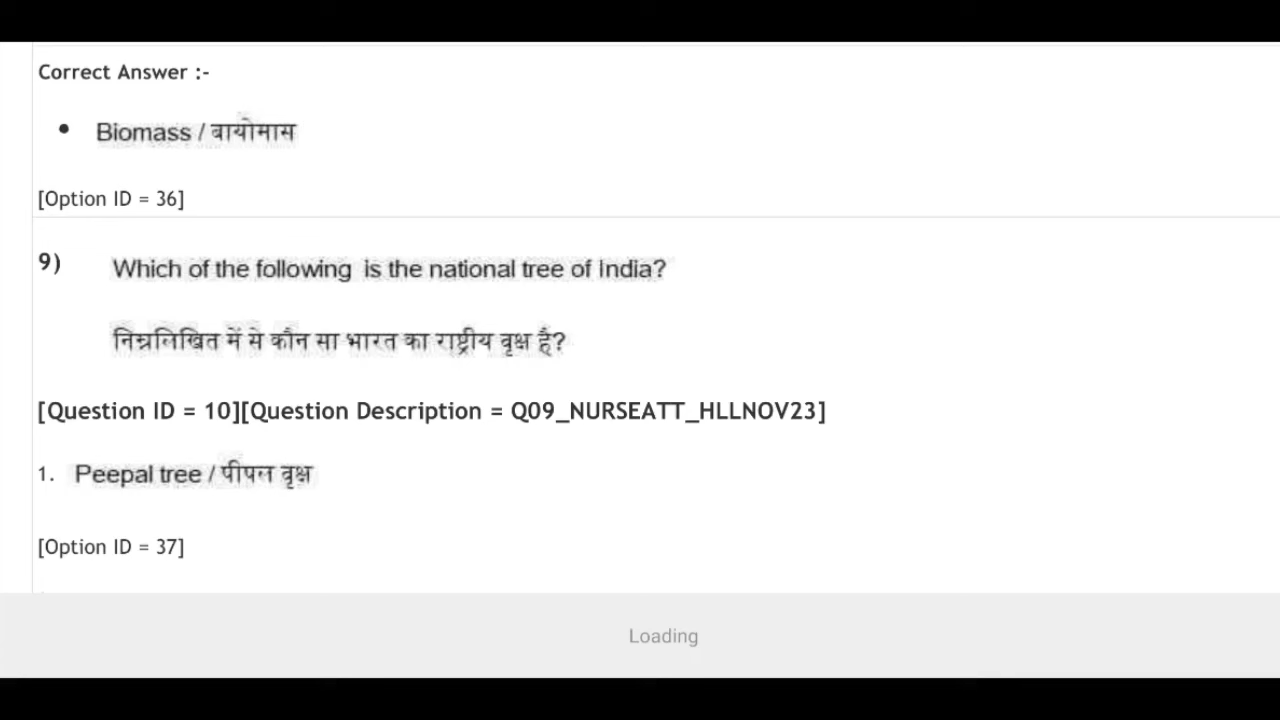 Correct Answer :-
• Biomass / बायोमास
[Option ID = 36]
9) Which of the following is the national tree of India?
निम्नलिखित में से कौन सा भारत का राष्ट्रीय वृक्ष है?
[Question ID = 10][Question Description = Q09_NURSEATT_HLLNOV23]
1. Peepal tree / पीपल वृक्ष
[Option ID = 37]
Loading